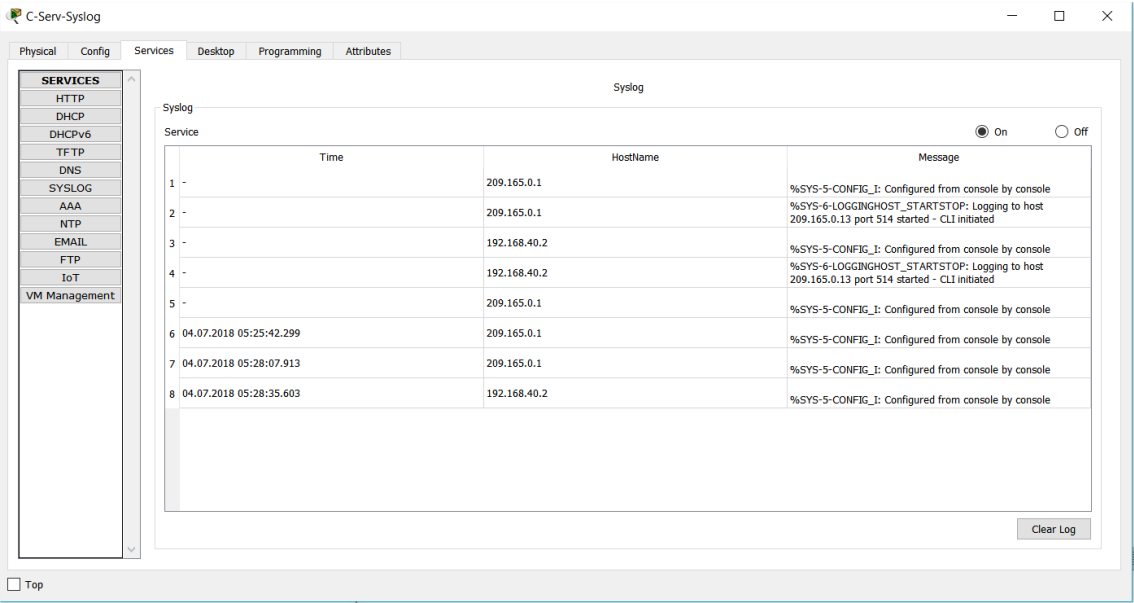 C-Serv-Syslog
Physical Config Services Desktop Programming Attributes
SERVICES
HTTP
DHCP
DHCPv6
TFTP
DNS
SYSLOG
AAA
NTP
EMAIL
FTP
IoT
VM Management
Syslog
Syslog
Service On Off
Time HostName Message
1 - 209.165.0.1 %SYS-5-CONFIG_I: Configured from console by console
2 - 209.165.0.1 %SYS-6-LOGGINGHOST_STARTSTOP: Logging to host
209.165.0.13 port 514 started - CLI initiated
3 - 192.168.40.2 %SYS-5-CONFIG_I: Configured from console by console
4 - 192.168.40.2 %SYS-6-LOGGINGHOST_STARTSTOP: Logging to host
209.165.0.13 port 514 started - CLI initiated
5 - 209.165.0.1 %SYS-5-CONFIG_I: Configured from console by console
6 04.07.2018 05:25:42.299 209.165.0.1 %SYS-5-CONFIG_I: Configured from console by console
7 04.07.2018 05:28:07.913 209.165.0.1 %SYS-5-CONFIG_I: Configured from console by console
8 04.07.2018 05:28:35.603 192.168.40.2 %SYS-5-CONFIG_I: Configured from console by console
Clear Log
Top